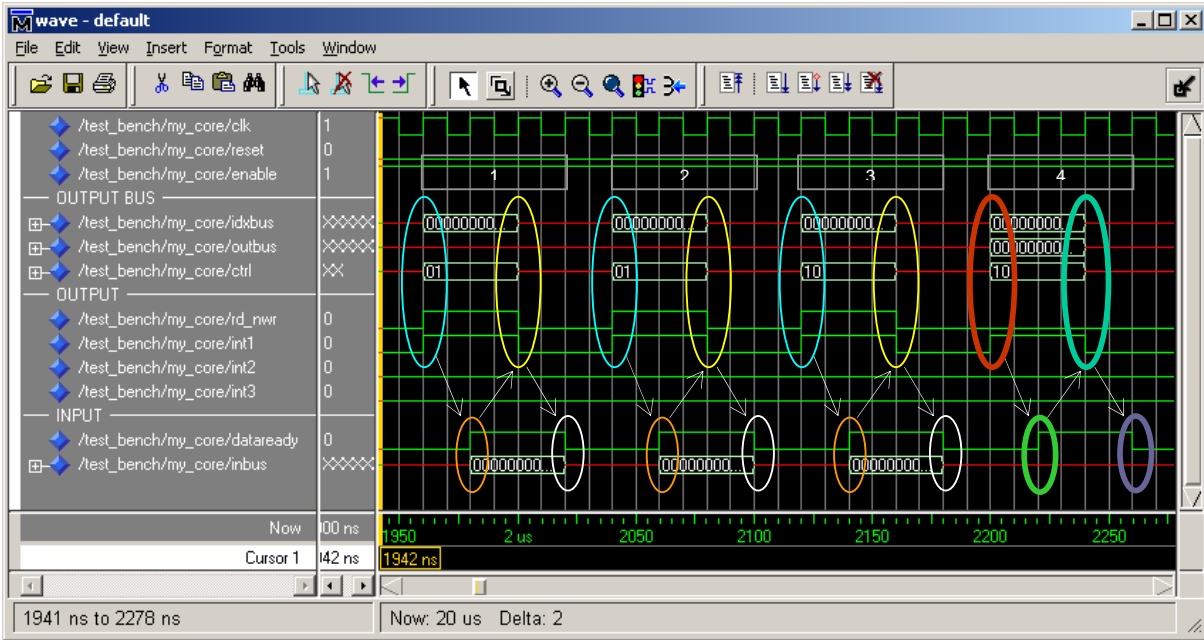 wave - default
File Edit View Insert Format Tools Window
/test_bench/my_core/clk 1
/test_bench/my_core/reset 0
/test_bench/my_core/enable 1
1 2 3 4
OUTPUT BUS
/test_bench/my_core/idxbus XXXXX 00000000... 00000000... 00000000... 00000000...
/test_bench/my_core/outbus XXXXX 00000000...
/test_bench/my_core/ctrl XX 01 01 10 10
OUTPUT
/test_bench/my_core/rd_nwr 0
/test_bench/my_core/int1 0
/test_bench/my_core/int2 0
/test_bench/my_core/int3 0
INPUT
/test_bench/my_core/dataready 0
/test_bench/my_core/inbus XXXXX 00000000... 00000000... 00000000...
Now 00 ns 1950 2 us 2050 2100 2150 2200 2250
Cursor 1 42 ns 1942 ns
1941 ns to 2278 ns Now: 20 us Delta: 2